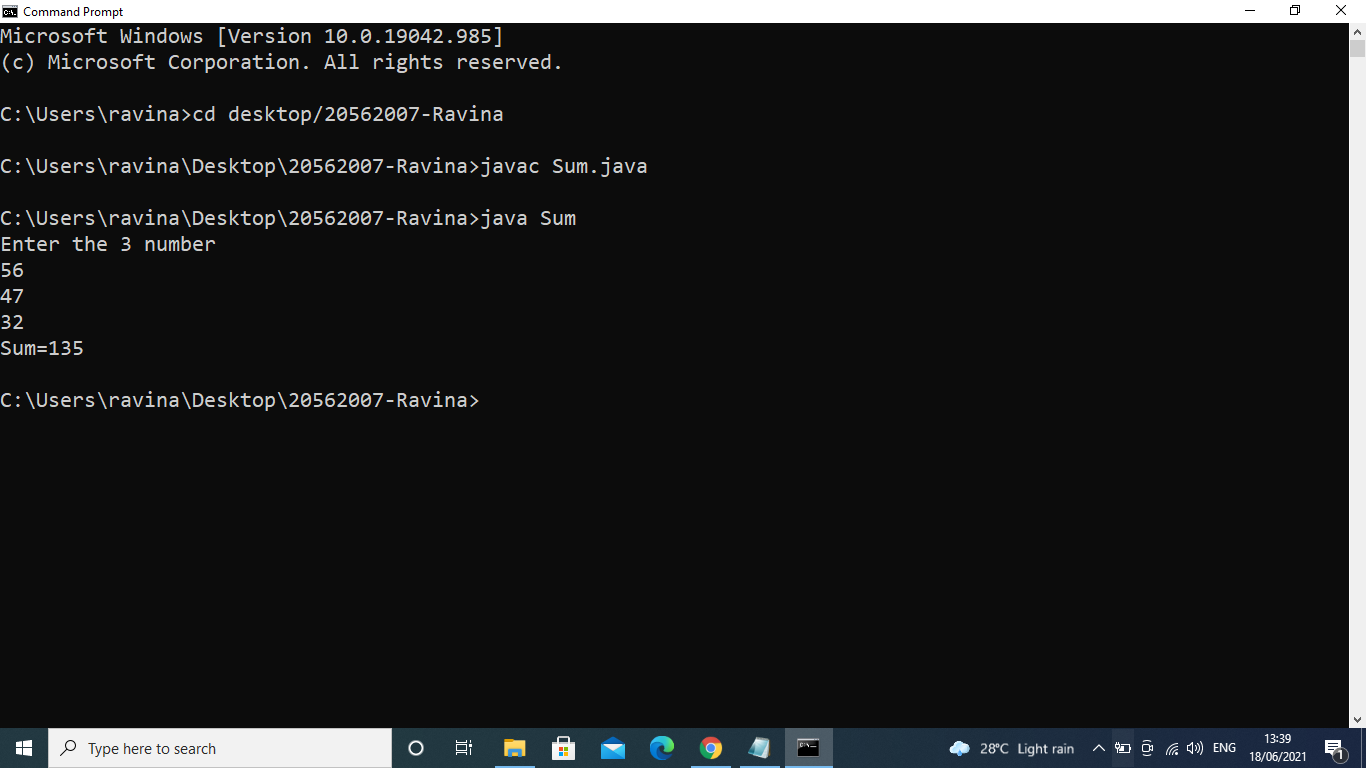 Command Prompt
Microsoft Windows [Version 10.0.19042.985]
(c) Microsoft Corporation. All rights reserved.
C:\Users\ravina>cd desktop/20562007-Ravina
C:\Users\ravina\Desktop\20562007-Ravina>javac Sum.java
C:\Users\ravina\Desktop\20562007-Ravina>java Sum
Enter the 3 number
56
47
32
Sum=135
C:\Users\ravina\Desktop\20562007-Ravina>
Type here to search
28°C Light rain
ENG
13:39
18/06/2021
1